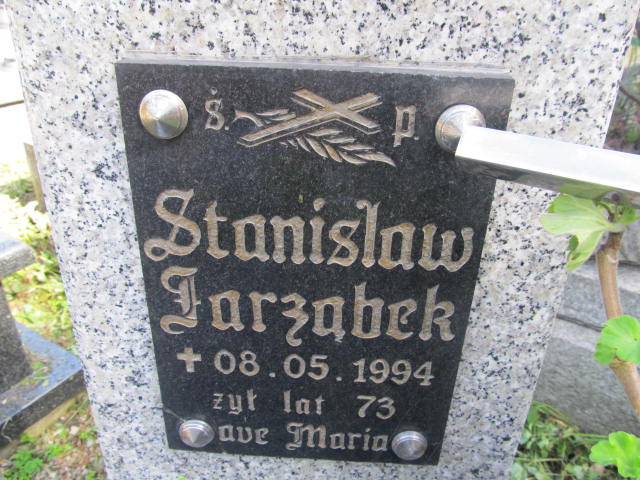 ś. p.
Stanisław
Jarząbek
+ 08.05.1994
żył lat 73
ave Maria